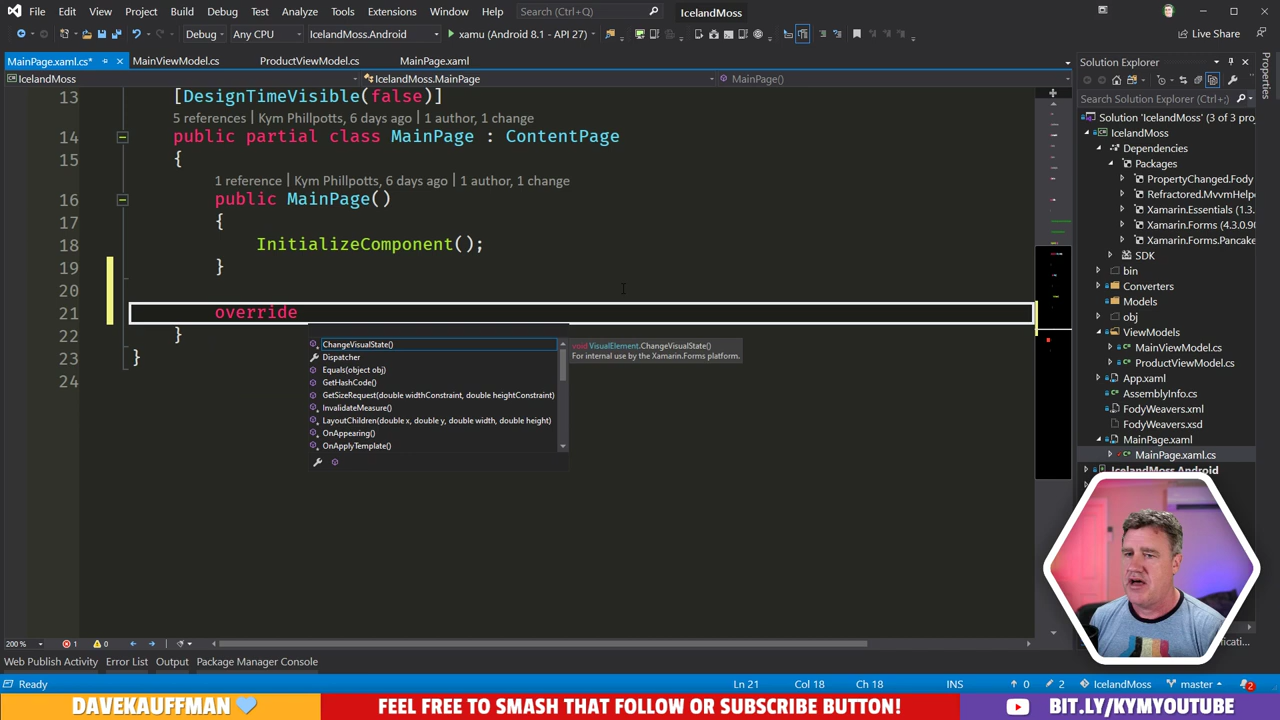 File Edit View Project Build Debug Test Analyze Tools Extensions Window Help Search (Ctrl+Q) IcelandMoss
Debug Any CPU IcelandMoss.Android xamu (Android 8.1 - API 27) Live Share
MainPage.xaml.cs* MainViewModel.cs ProductViewModel.cs MainPage.xaml
IcelandMoss IcelandMoss.MainPage MainPage()
13 [DesignTimeVisible(false)]
5 references | Kym Phillpotts, 6 days ago | 1 author, 1 change
14 public partial class MainPage : ContentPage
15 {
1 reference | Kym Phillpotts, 6 days ago | 1 author, 1 change
16 public MainPage()
17 {
18 InitializeComponent();
19 }
20
21 override
22 }
23 }
24
ChangeVisualState()
Dispatcher
Equals(object obj)
GetHashCode()
GetSizeRequest(double widthConstraint, double heightConstraint)
InvalidateMeasure()
LayoutChildren(double x, double y, double width, double height)
OnAppearing()
OnApplyTemplate()
void VisualElement.ChangeVisualState()
For internal use by the Xamarin.Forms platform.
Solution Explorer
Search Solution Explorer (Ctrl+;)
Solution 'IcelandMoss' (3 of 3 proj
IcelandMoss
Dependencies
Packages
PropertyChanged.Fody
Refractored.MvvmHelpe
Xamarin.Essentials (1.3.
Xamarin.Forms (4.3.0.90
Xamarin.Forms.Pancake
SDK
bin
Converters
Models
obj
ViewModels
MainViewModel.cs
ProductViewModel.cs
App.xaml
AssemblyInfo.cs
FodyWeavers.xml
FodyWeavers.xsd
MainPage.xaml
MainPage.xaml.cs
IcelandMoss.Android
Properties
200 % 1 0
Web Publish Activity Error List Output Package Manager Console
Ready Ln 21 Col 18 Ch 18 INS 0 2 IcelandMoss master 2
DAVEKAUFFMAN FEEL FREE TO SMASH THAT FOLLOW OR SUBSCRIBE BUTTON! BIT.LY/KYMYOUTUBE